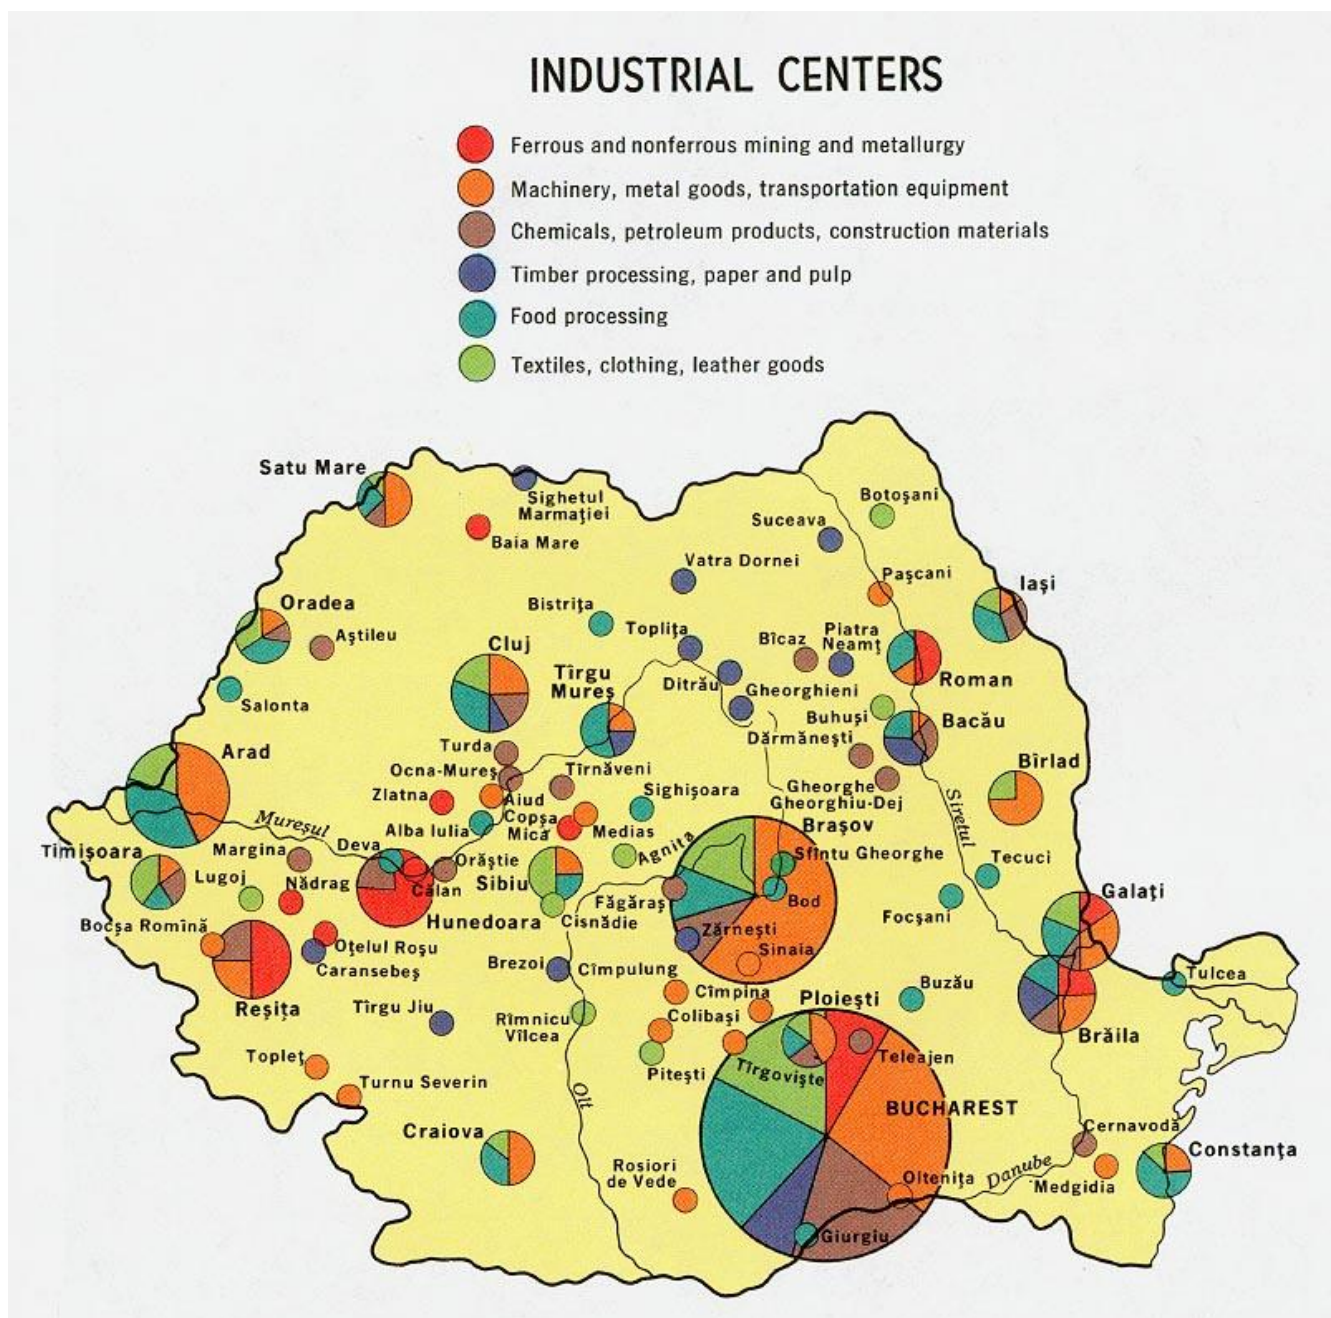 INDUSTRIAL CENTERS
Ferrous and nonferrous mining and metallurgy
Machinery, metal goods, transportation equipment
Chemicals, petroleum products, construction materials
Timber processing, paper and pulp
Food processing
Textiles, clothing, leather goods
Satu Mare
Sighetul
Marmației
Baia Mare
Botoșani
Suceava
Vatra Dornei
Pașcani
Iași
Oradea
Aștileu
Bistrița
Toplița
Bîcaz
Piatra
Neamț
Cluj
Tîrgu
Mureș
Ditrău
Gheorghieni
Roman
Salonta
Buhuși
Bacău
Dărmănești
Arad
Turda
Ocna-Mureș
Tîrnăveni
Bîrlad
Zlatna
Aiud
Sighișoara
Gheorghe
Gheorghiu-Dej
Mureșul
Alba Iulia
Copșa
Mică
Medias
Brașov
Siretul
Timișoara
Margina
Deva
Orăștie
Agnita
Sfîntu Gheorghe
Tecuci
Lugoj
Nădrag
Călan
Sibiu
Făgăraș
Bod
Focșani
Galați
Bocșa Romînă
Hunedoara
Cisnădie
Zărnești
Oțelul Roșu
Caransebeș
Brezoi
Cîmpulung
Sinaia
Tulcea
Reșița
Tîrgu Jiu
Rîmnicu
Vîlcea
Cîmpina
Ploiești
Buzău
Colibași
Brăila
Topleț
Pitești
Tîrgoviște
Teleajen
Turnu Severin
Olt
BUCHAREST
Craiova
Cernavodă
Constanța
Rosiori
de Vede
Oltenița
Danube
Medgidia
Giurgiu